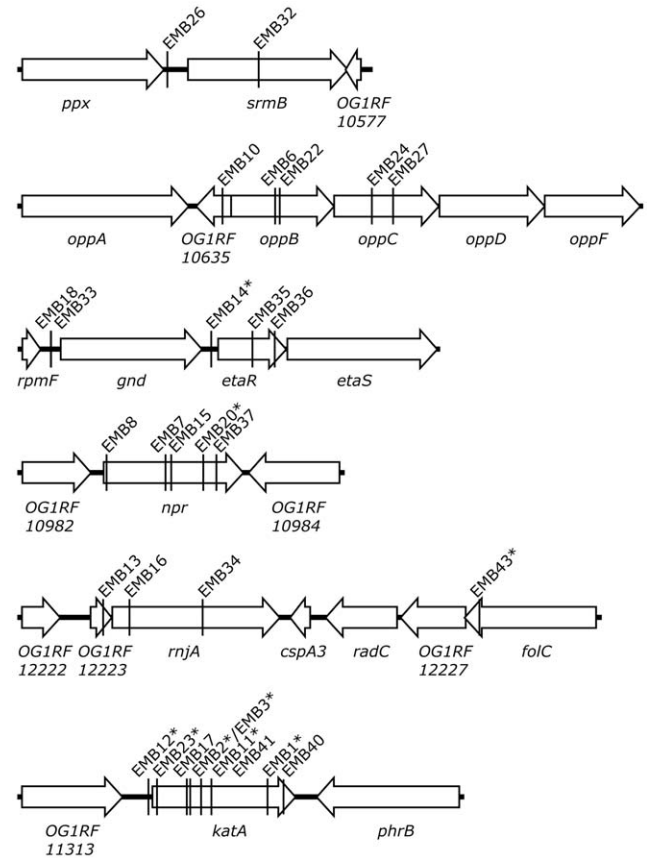 EMB26 EMB32
ppx srmB OG1RF
10577
EMB10 EMB6 EMB22 EMB24 EMB27
oppA OG1RF oppB oppC oppD oppF
10635
EMB18 EMB33 EMB14* EMB35 EMB36
rpmF gnd etaR etaS
EMB8 EMB7 EMB15 EMB20* EMB37
OG1RF npr OG1RF
10982 10984
EMB13 EMB16 EMB34 EMB43*
OG1RF OG1RF rnjA cspA3 radC OG1RF folC
12222 12223 12227
EMB12* EMB23* EMB17 EMB2*/EMB3* EMB11* EMB41 EMB1* EMB40
OG1RF katA phrB
11313